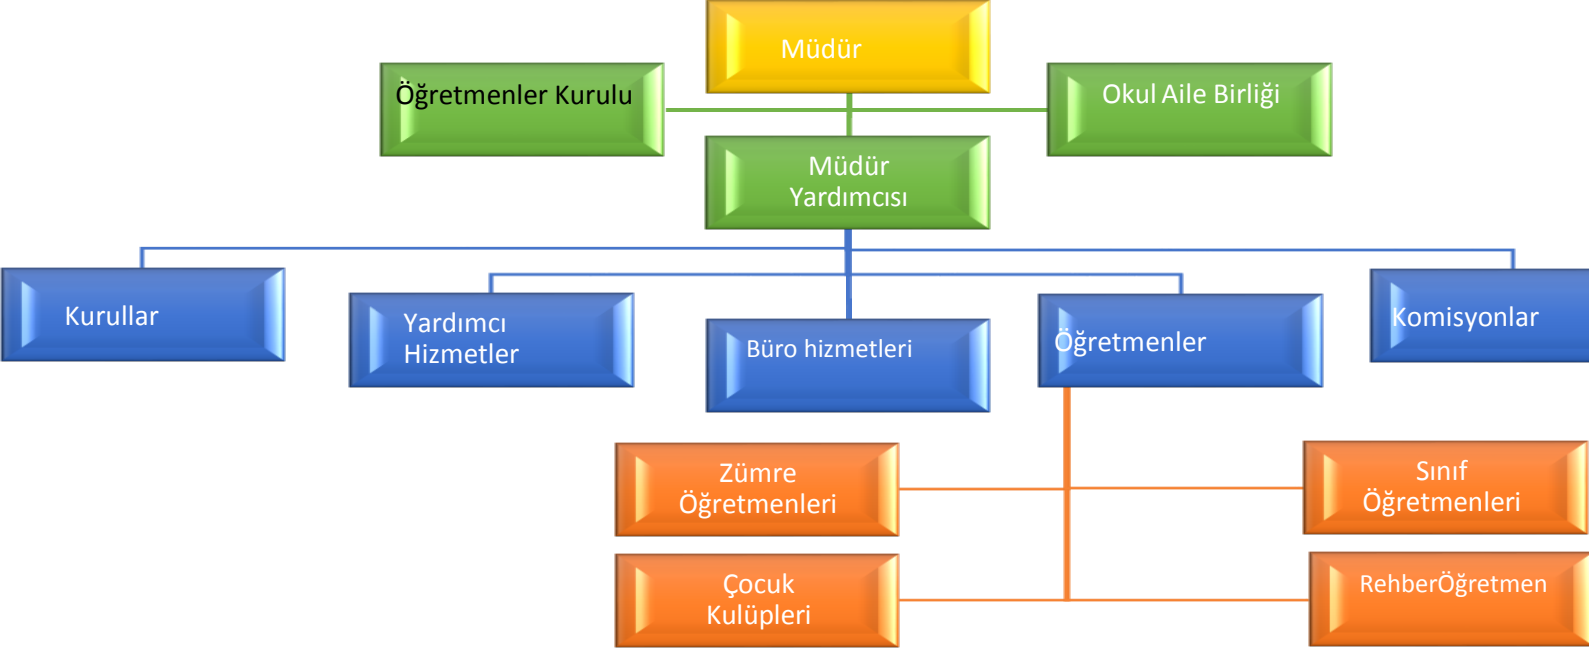 Müdür
Öğretmenler Kurulu
Okul Aile Birliği
Müdür
Yardımcısı
Kurullar
Yardımcı
Hizmetler
Büro hizmetleri
Öğretmenler
Komisyonlar
Zümre
Öğretmenleri
Sınıf
Öğretmenleri
Çocuk
Kulüpleri
RehberÖğretmen